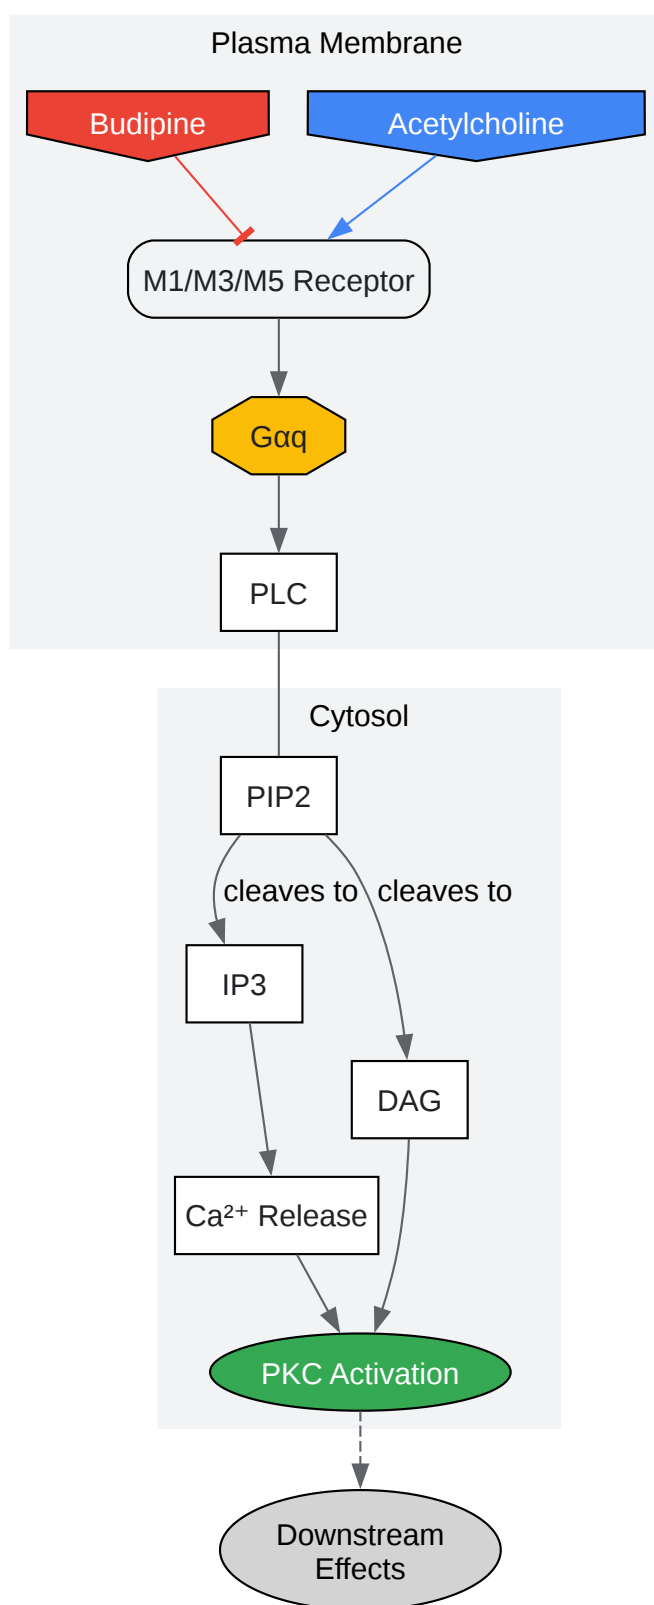 Plasma Membrane
Budipine
Acetylcholine
M1/M3/M5 Receptor
Gαq
PLC
Cytosol
PIP2
cleaves to
cleaves to
IP3
DAG
Ca²⁺ Release
PKC Activation
Downstream
Effects